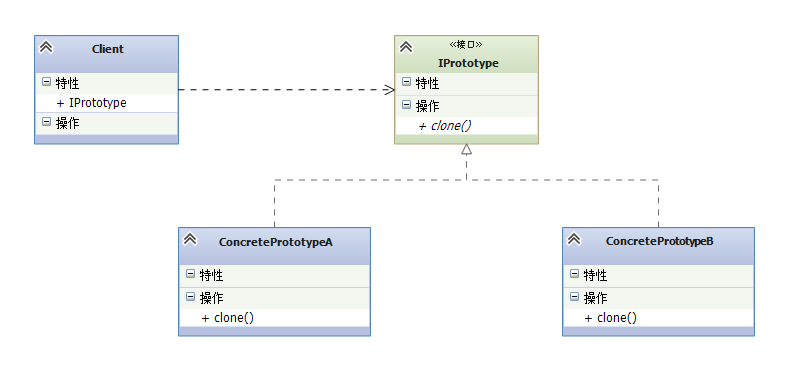 Client
特性
+ IPrototype
操作
«接口»
IPrototype
特性
操作
+ clone()
ConcretePrototypeA
特性
操作
+ clone()
ConcretePrototypeB
特性
操作
+ clone()